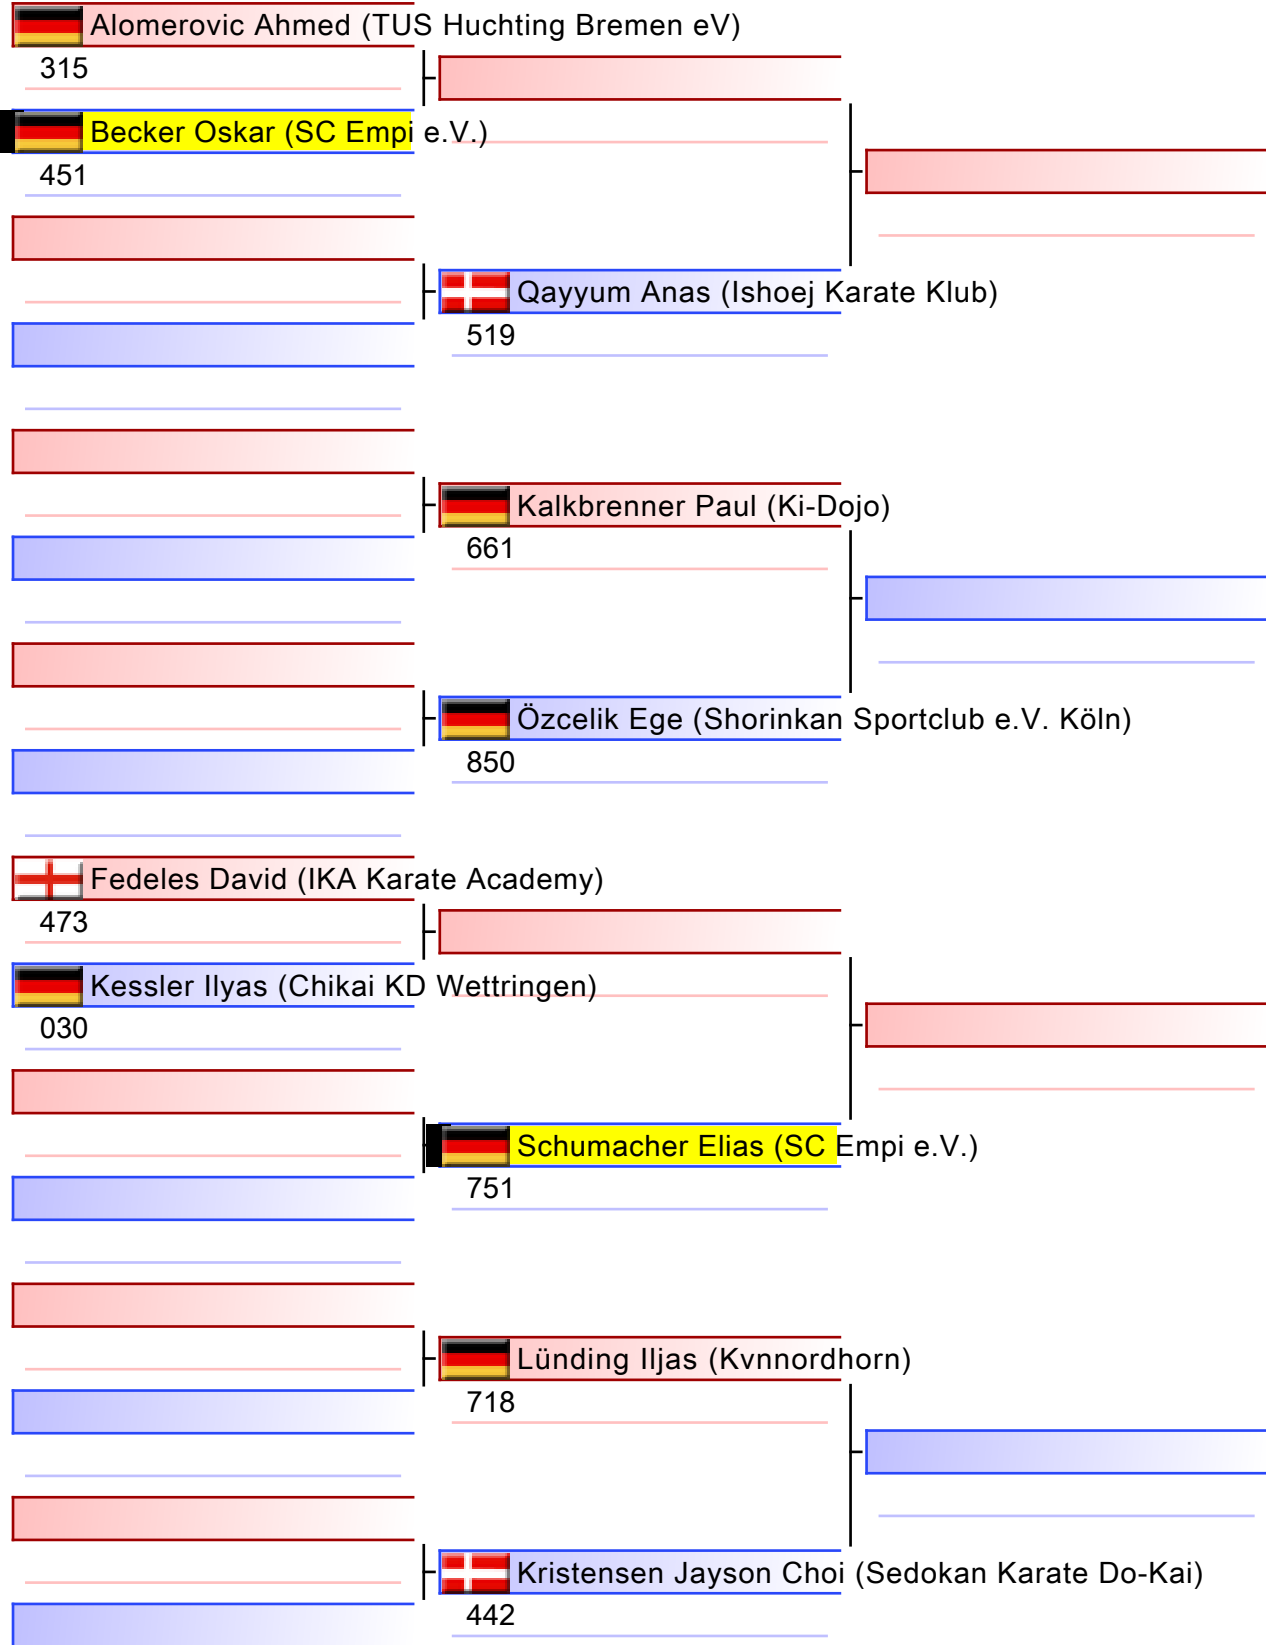 Alomerovic Ahmed (TUS Huchting Bremen eV)
315
Becker Oskar (SC Empi e.V.)
451
Qayyum Anas (Ishoej Karate Klub)
519
Kalkbrenner Paul (Ki-Dojo)
661
Özcelik Ege (Shorinkan Sportclub e.V. Köln)
850
Fedeles David (IKA Karate Academy)
473
Kessler Ilyas (Chikai KD Wettringen)
030
Schumacher Elias (SC Empi e.V.)
751
Lünding Iljas (Kvnnordhorn)
718
Kristensen Jayson Choi (Sedokan Karate Do-Kai)
442